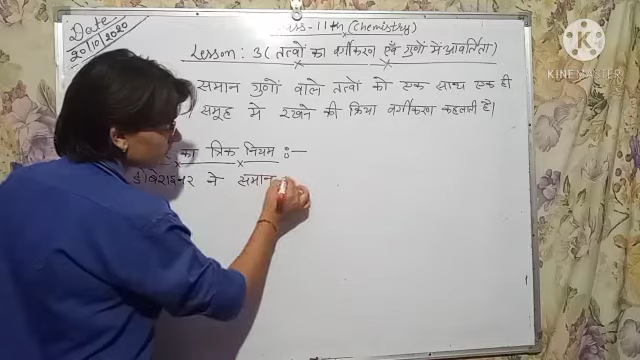 Date
20/10/2020
Class-11th (Chemistry)
Lesson: 3( तत्वों का वर्गीकरण एवं गुणों में आवर्तिता)
समान गुणों वाले तत्वों को एक साथ एक ही
समूह मे रखने की क्रिया वर्गीकरण कहलाती है।
का त्रिक नियम :—
डोबेराइनर ने समान
K
KINEMASTER